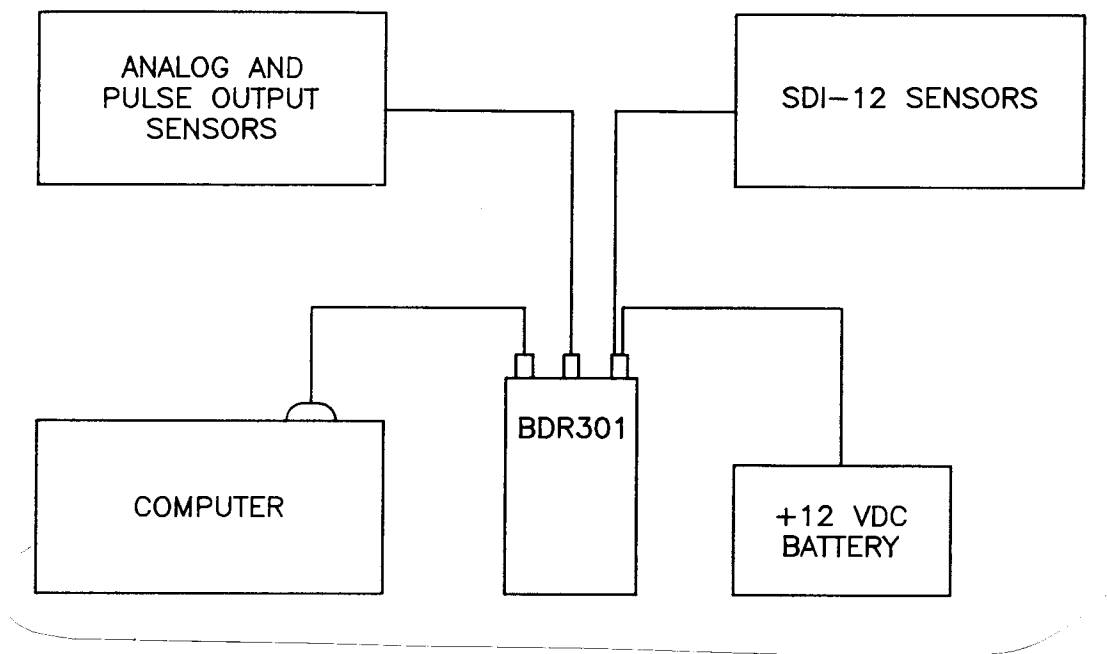 ANALOG AND
PULSE OUTPUT
SENSORS
SDI-12 SENSORS
BDR301
COMPUTER
+12 VDC
BATTERY